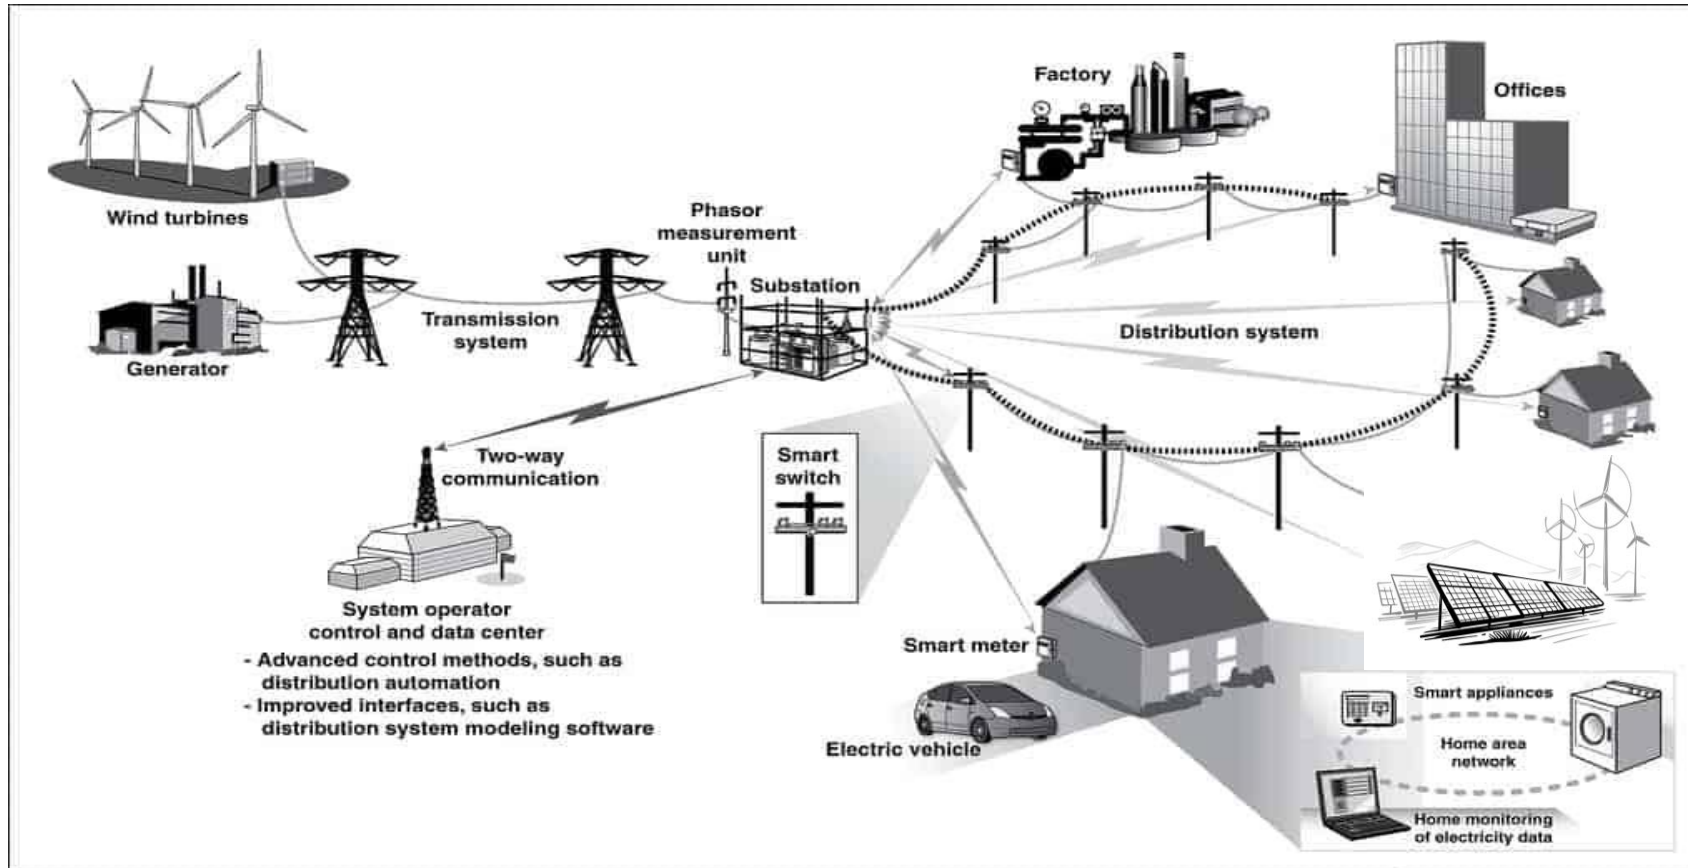 Factory
Offices
Wind turbines
Phasor
measurement
unit
Substation
Generator
Transmission
system
Distribution system
Two-way
communication
Smart
switch
System operator
control and data center
- Advanced control methods, such as
distribution automation
- Improved interfaces, such as
distribution system modeling software
Smart meter
Electric vehicle
Smart appliances
Home area
network
Home monitoring
of electricity data